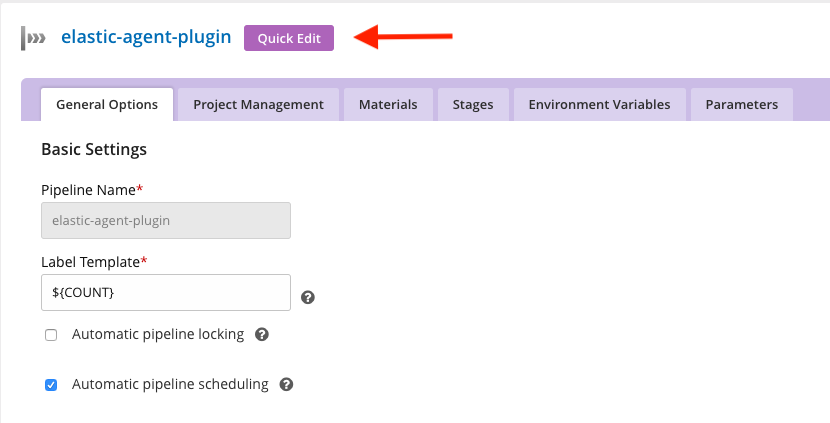 elastic-agent-plugin Quick Edit
General Options Project Management Materials Stages Environment Variables Parameters
Basic Settings
Pipeline Name*
elastic-agent-plugin
Label Template*
${COUNT}
?
Automatic pipeline locking ?
Automatic pipeline scheduling ?